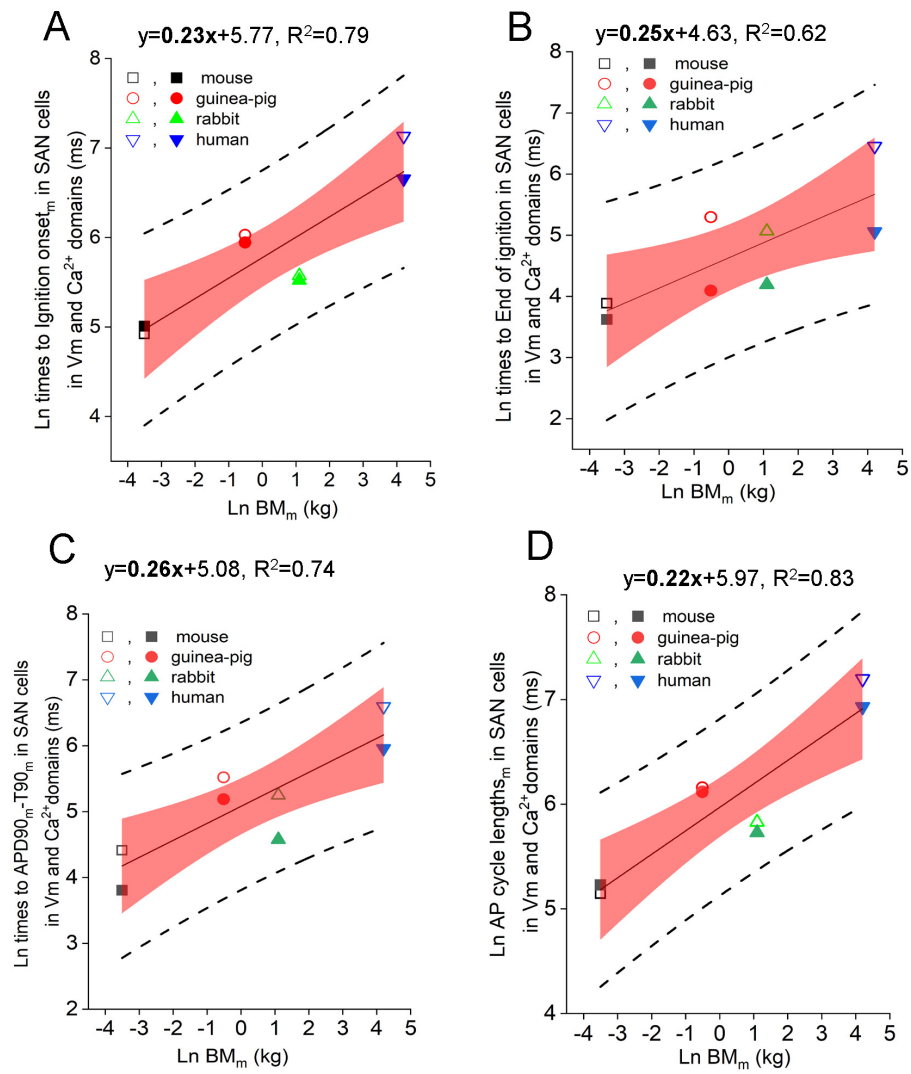 A
y=0.23x+5.77, R²=0.79
8
7
6
5
4
□ , ■ mouse
○ , ● guinea-pig
△ , ▲ rabbit
▽ , ▼ human
Ln times to Ignition onsetₘ in SAN cells
in Vm and Ca²⁺ domains (ms)
-4 -3 -2 -1 0 1 2 3 4 5
Ln BMₘ (kg)
B
y=0.25x+4.63, R²=0.62
8
7
6
5
4
3
2
□ , ■ mouse
○ , ● guinea-pig
△ , ▲ rabbit
▽ , ▼ human
Ln times to End of ignition in SAN cells
in Vm and Ca²⁺ domains (ms)
-4 -3 -2 -1 0 1 2 3 4 5
Ln BMₘ (kg)
C
y=0.26x+5.08, R²=0.74
8
7
6
5
4
3
2
□ , ■ mouse
○ , ● guinea-pig
△ , ▲ rabbit
▽ , ▼ human
Ln times to APD90ₘ-T90ₘ in SAN cells
in Vm and Ca²⁺ domains (ms)
-4 -3 -2 -1 0 1 2 3 4 5
Ln BMₘ (kg)
D
y=0.22x+5.97, R²=0.83
8
7
6
5
4
□ , ■ mouse
○ , ● guinea-pig
△ , ▲ rabbit
▽ , ▼ human
Ln AP cycle lengthsₘ in SAN cells
in Vm and Ca²⁺domains (ms)
-4 -3 -2 -1 0 1 2 3 4 5
Ln BMₘ (kg)